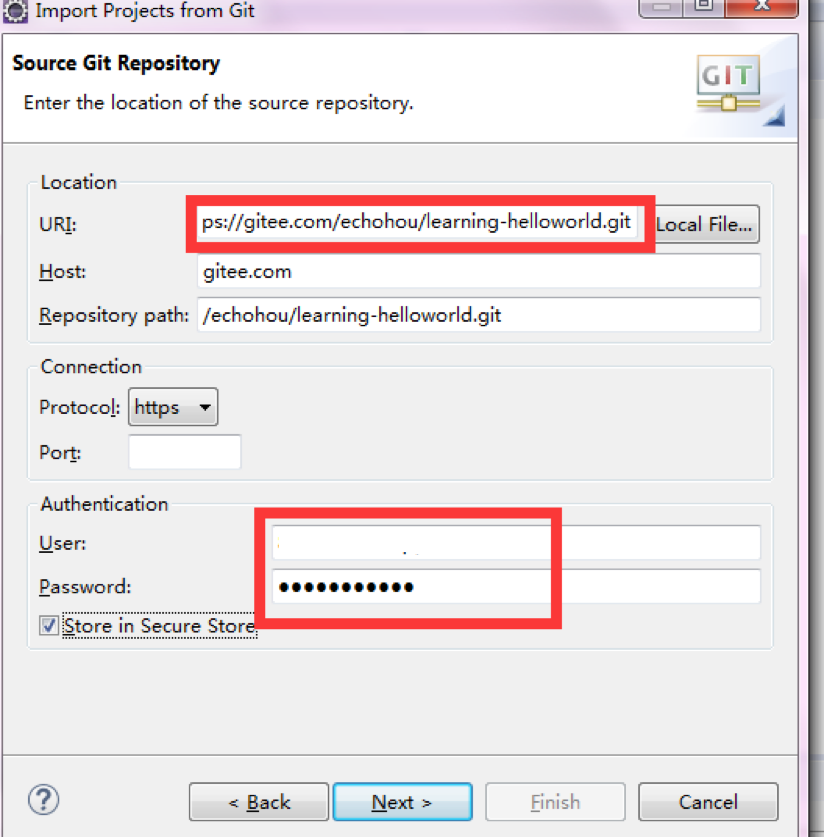 Import Projects from Git
Source Git Repository
Enter the location of the source repository.
GIT
Location
URI: ps://gitee.com/echohou/learning-helloworld.git Local File...
Host: gitee.com
Repository path: /echohou/learning-helloworld.git
Connection
Protocol: https
Port:
Authentication
User:
Password: ●●●●●●●●●●●
Store in Secure Store
? < Back Next > Finish Cancel